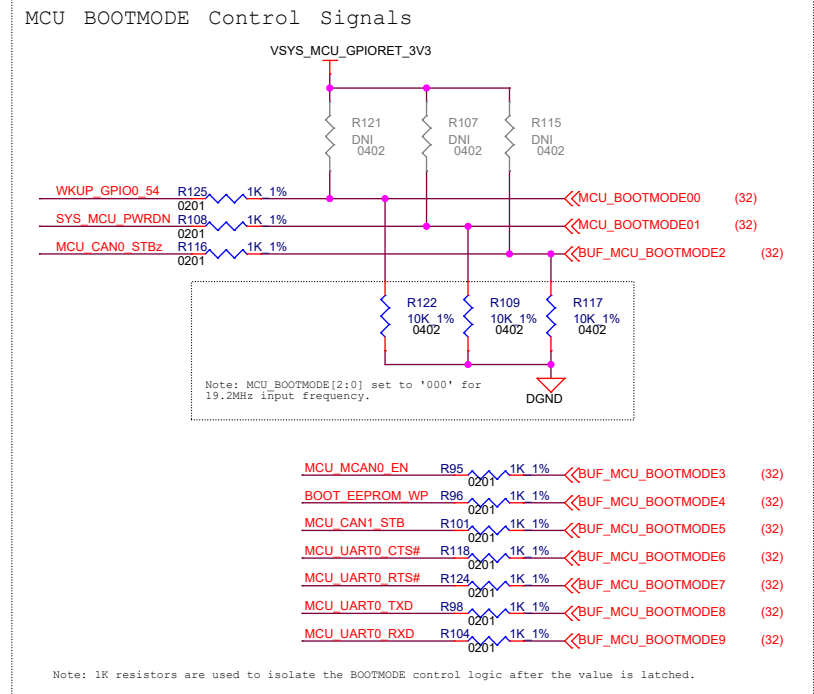 MCU BOOTMODE Control Signals
VSYS_MCU_GPIORET_3V3
R121 R107 R115
DNI DNI DNI
0402 0402 0402
WKUP_GPIO0_54 R125 1K_1% MCU_BOOTMODE00 (32)
0201
SYS_MCU_PWRDN R108 1K_1% MCU_BOOTMODE01 (32)
0201
MCU_CAN0_STBz R116 1K_1% BUF_MCU_BOOTMODE2 (32)
0201
R122 R109 R117
10K_1% 10K_1% 10K_1%
0402 0402 0402
Note: MCU_BOOTMODE[2:0] set to '000' for
19.2MHz input frequency.
DGND
MCU_MCAN0_EN R95 1K_1% BUF_MCU_BOOTMODE3 (32)
0201
BOOT_EEPROM_WP R96 1K_1% BUF_MCU_BOOTMODE4 (32)
0201
MCU_CAN1_STB R101 1K_1% BUF_MCU_BOOTMODE5 (32)
0201
MCU_UART0_CTS# R118 1K_1% BUF_MCU_BOOTMODE6 (32)
0201
MCU_UART0_RTS# R124 1K_1% BUF_MCU_BOOTMODE7 (32)
0201
MCU_UART0_TXD R98 1K_1% BUF_MCU_BOOTMODE8 (32)
0201
MCU_UART0_RXD R104 1K_1% BUF_MCU_BOOTMODE9 (32)
0201
Note: 1K resistors are used to isolate the BOOTMODE control logic after the value is latched.